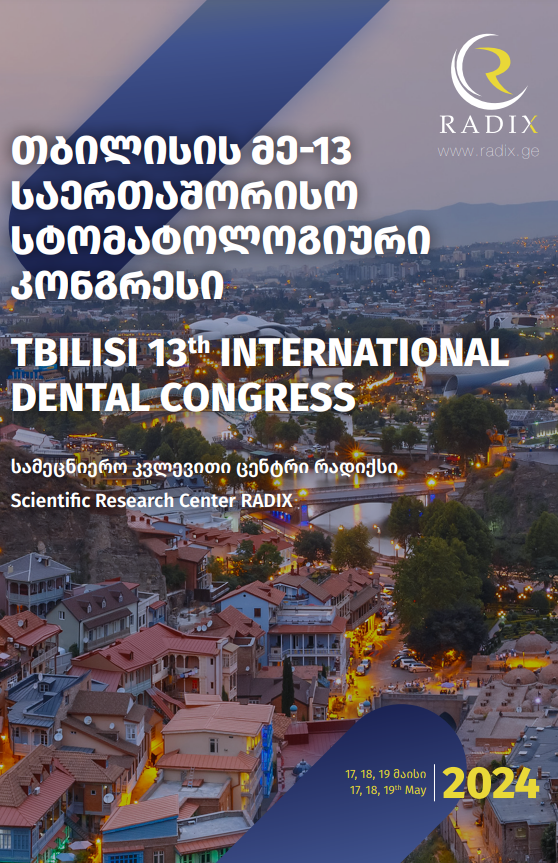 RADIX
www.radix.ge
თბილისის მე-13
საერთაშორისო
სტომატოლოგიური
კონგრესი
TBILISI 13th INTERNATIONAL
DENTAL CONGRESS
სამეცნიერო კვლევითი ცენტრი რადიქსი
Scientific Research Center RADIX
17, 18, 19 მაისი
17, 18, 19th May
2024